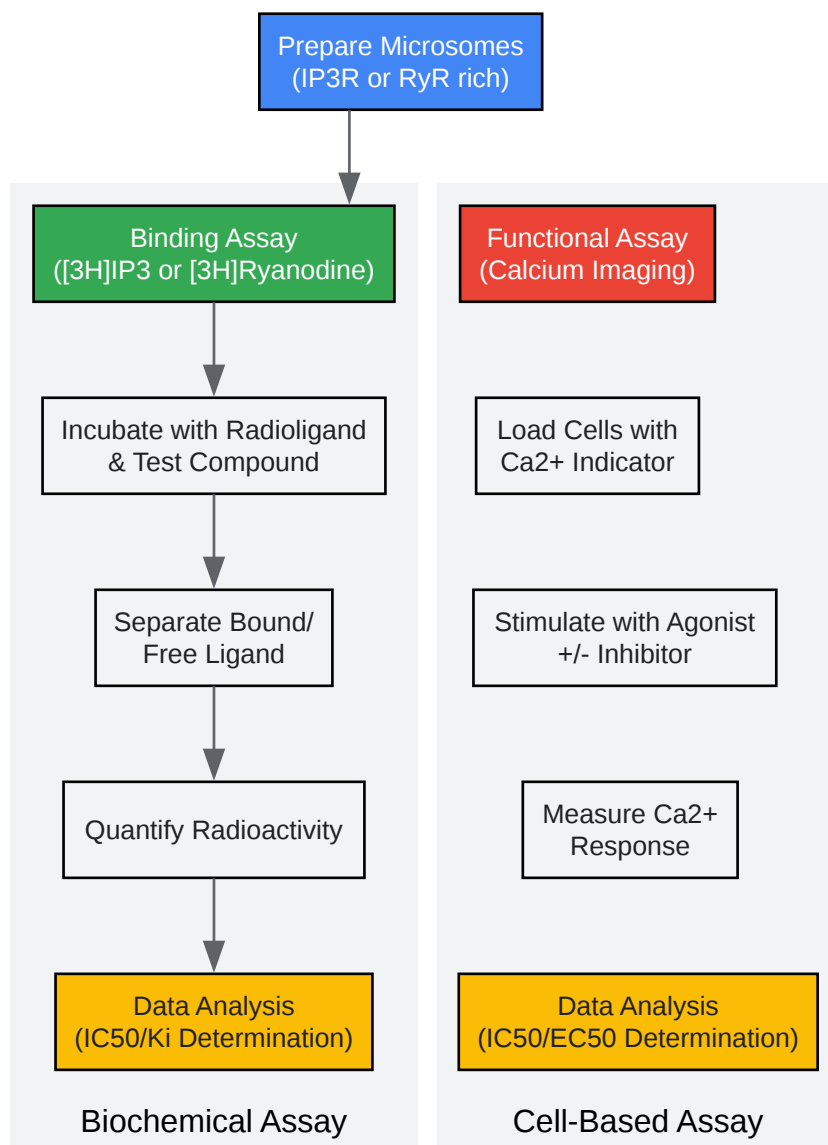 Prepare Microsomes
(IP3R or RyR rich)
Binding Assay
([3H]IP3 or [3H]Ryanodine)
Incubate with Radioligand
& Test Compound
Separate Bound/
Free Ligand
Quantify Radioactivity
Data Analysis
(IC50/Ki Determination)
Biochemical Assay
Functional Assay
(Calcium Imaging)
Load Cells with
Ca2+ Indicator
Stimulate with Agonist
+/- Inhibitor
Measure Ca2+
Response
Data Analysis
(IC50/EC50 Determination)
Cell-Based Assay